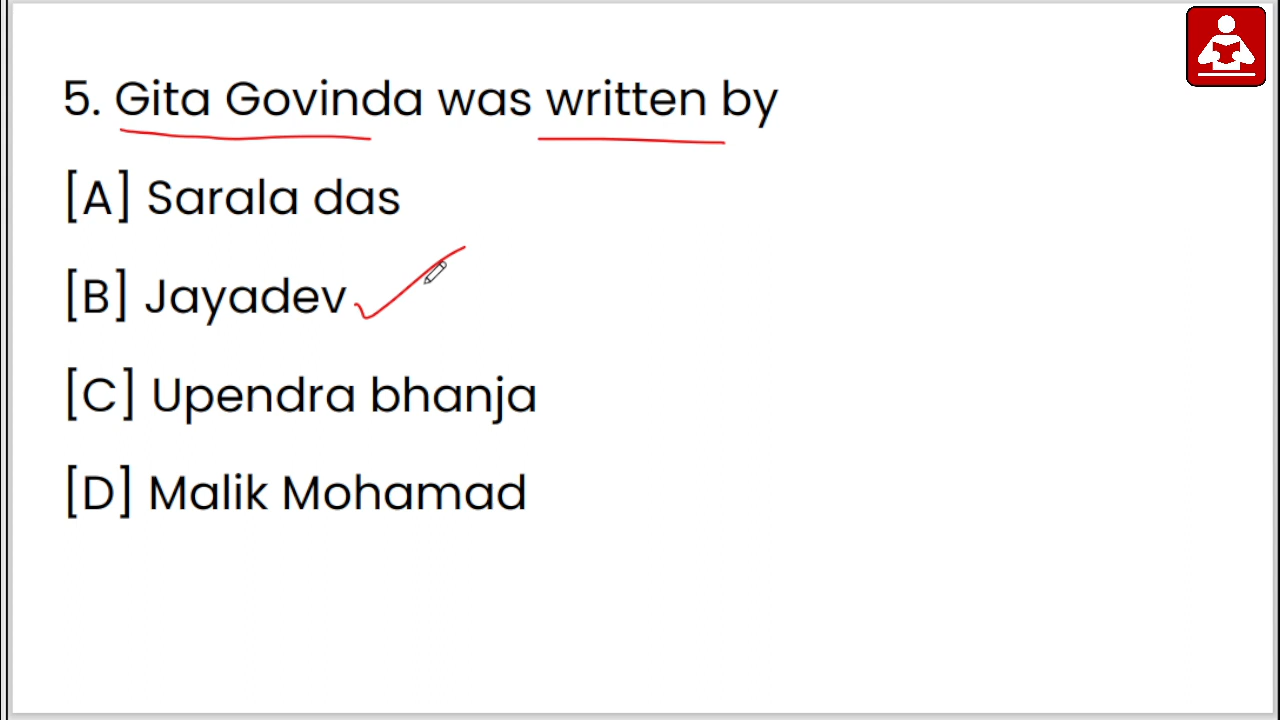 5. Gita Govinda was written by
[A] Sarala das
[B] Jayadev
[C] Upendra bhanja
[D] Malik Mohamad